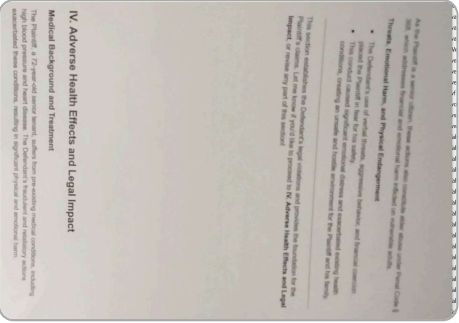 As the Plaintiff is a senior citizen, these actions also constitute elder abuse under Penal Code §
368, which addresses financial and emotional harm inflicted on vulnerable adults.
Threats, Emotional Harm, and Physical Endangerment
• The Defendant's use of verbal threats, aggressive behavior, and financial coercion
placed the Plaintiff in fear for his safety.
• This conduct caused significant emotional distress and exacerbated existing health
conditions, creating an unsafe and hostile environment for the Plaintiff and his family.
This section establishes the Defendant's legal violations and provides the foundation for the
Plaintiff's claims. Let me know if you'd like to proceed to IV. Adverse Health Effects and Legal
Impact, or revise any part of this section!
IV. Adverse Health Effects and Legal Impact
Medical Background and Treatment
The Plaintiff, a 72-year-old senior tenant, suffers from pre-existing medical conditions, including
high blood pressure and heart disease. The Defendant's fraudulent and retaliatory actions
exacerbated these conditions, resulting in significant physical and emotional harm.